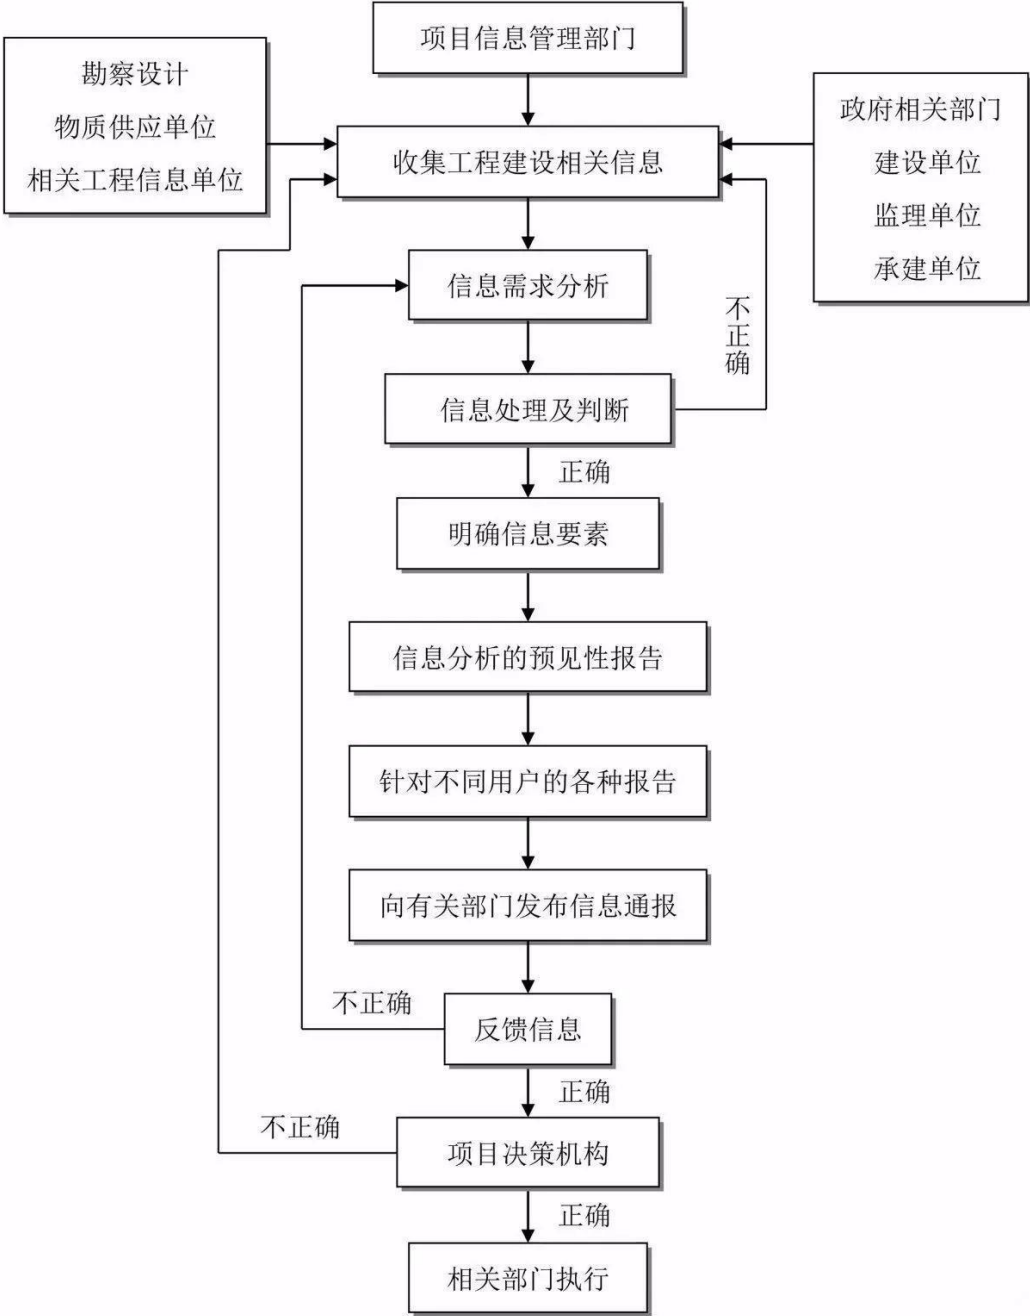 项目信息管理部门
勘察设计
物质供应单位
相关工程信息单位
政府相关部门
建设单位
监理单位
承建单位
收集工程建设相关信息
信息需求分析
不正确
信息处理及判断
正确
明确信息要素
信息分析的预见性报告
针对不同用户的各种报告
向有关部门发布信息通报
不正确
反馈信息
正确
不正确
项目决策机构
正确
相关部门执行